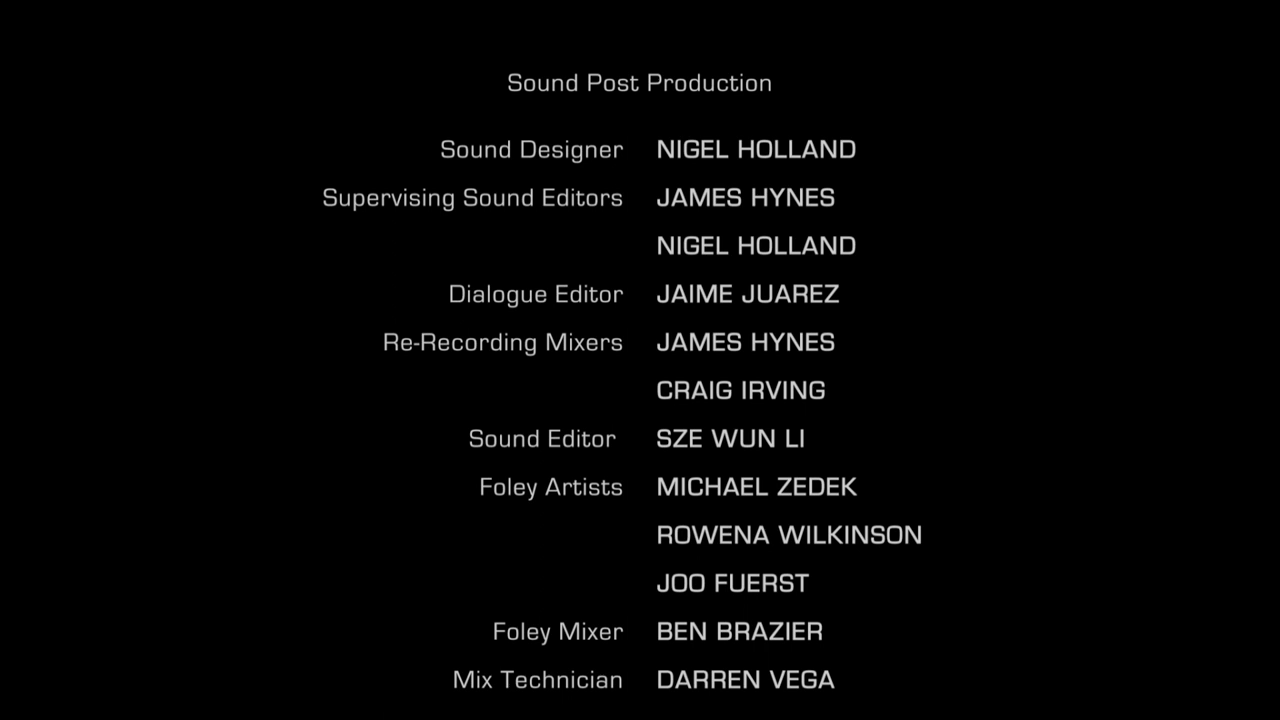 Sound Post Production
Sound Designer NIGEL HOLLAND
Supervising Sound Editors JAMES HYNES
NIGEL HOLLAND
Dialogue Editor JAIME JUAREZ
Re-Recording Mixers JAMES HYNES
CRAIG IRVING
Sound Editor SZE WUN LI
Foley Artists MICHAEL ZEDEK
ROWENA WILKINSON
JOO FUERST
Foley Mixer BEN BRAZIER
Mix Technician DARREN VEGA